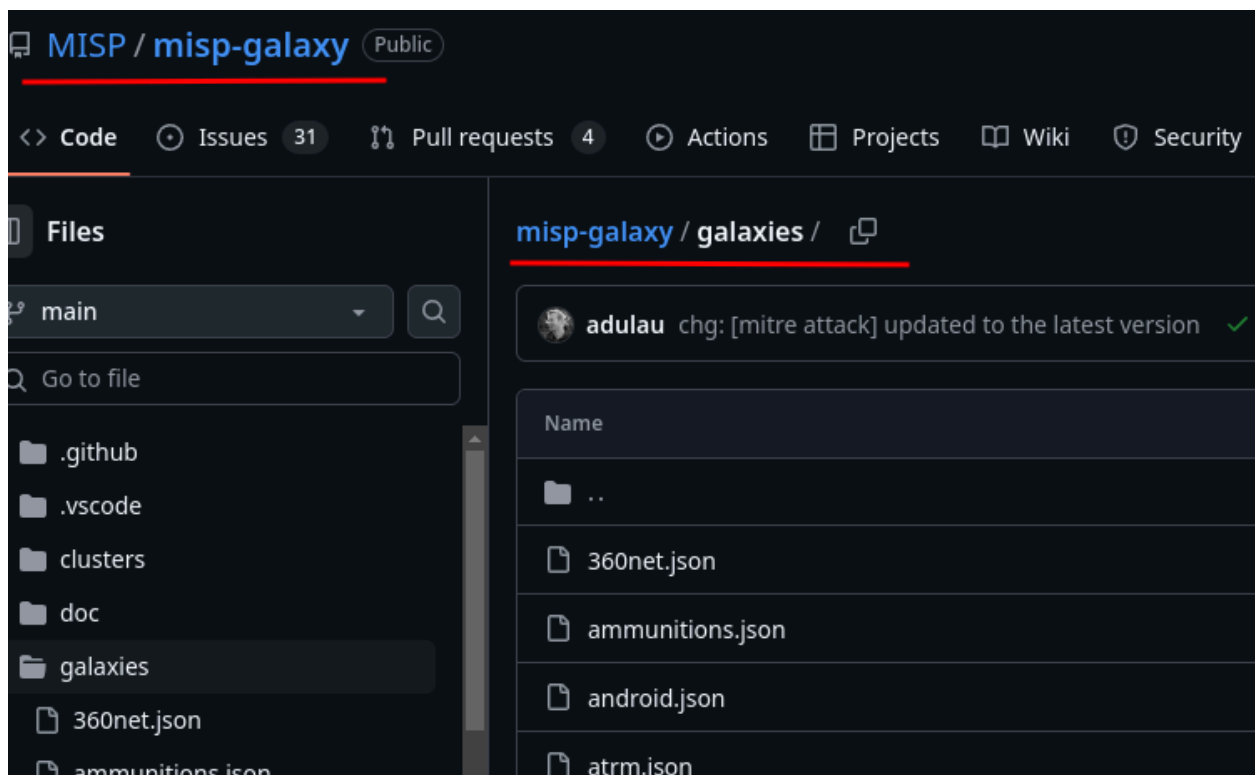 MISP / misp-galaxy Public
Code Issues 31 Pull requests 4 Actions Projects Wiki Security
Files
main
Go to file
.github
.vscode
clusters
doc
galaxies
360net.json
ammunitions.json
misp-galaxy / galaxies /
adulau chg: [mitre attack] updated to the latest version
Name
..
360net.json
ammunitions.json
android.json
atrm.json